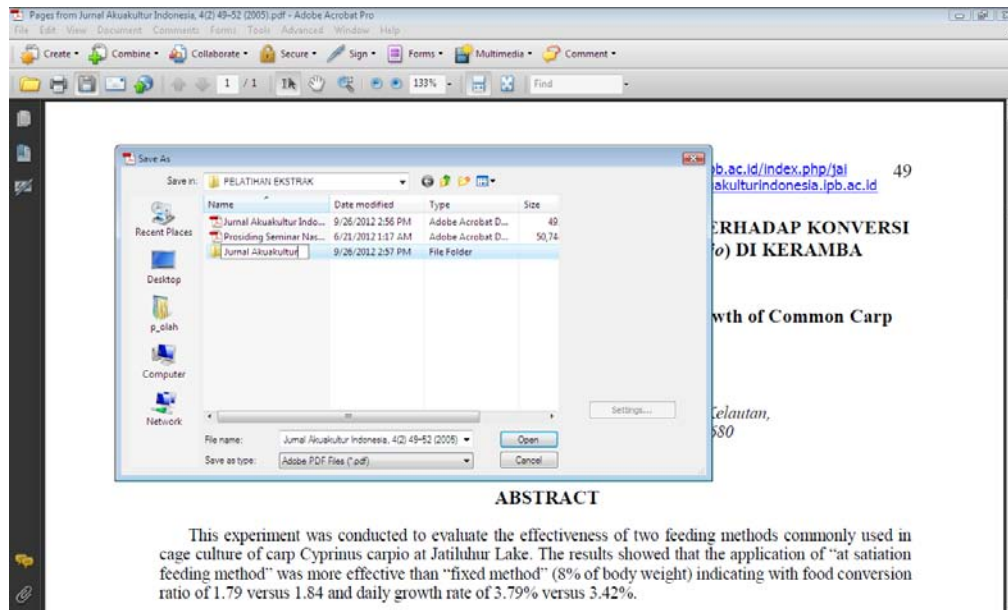 Pages from Jurnal Akuakultur Indonesia, 4(2) 49–52 (2005).pdf - Adobe Acrobat Pro
File Edit View Document Comments Forms Tools Advanced Window Help
Create Combine Collaborate Secure Sign Forms Multimedia Comment
1 / 1 133% Find
Save As
pb.ac.id/index.php/jai 49
akulturindonesia.ipb.ac.id
Save in: PELATIHAN EKSTRAK
Name Date modified Type Size
Jurnal Akuakultur Indo... 9/26/2012 2:56 PM Adobe Acrobat D... 49
Prosiding Seminar Nas... 6/21/2012 1:17 AM Adobe Acrobat D... 50,74
Jurnal Akuakultur 9/26/2012 2:57 PM File Folder
Recent Places
Desktop
p_olah
Computer
Network
ERHADAP KONVERSI
o) DI KERAMBA
wth of Common Carp
Settings...
Kelautan,
680
File name: Jurnal Akuakultur Indonesia, 4(2) 49–52 (2005) Open
Save as type: Adobe PDF Files (*.pdf) Cancel
ABSTRACT
This experiment was conducted to evaluate the effectiveness of two feeding methods commonly used in
cage culture of carp Cyprinus carpio at Jatiluhur Lake. The results showed that the application of “at satiation
feeding method” was more effective than “fixed method” (8% of body weight) indicating with food conversion
ratio of 1.79 versus 1.84 and daily growth rate of 3.79% versus 3.42%.